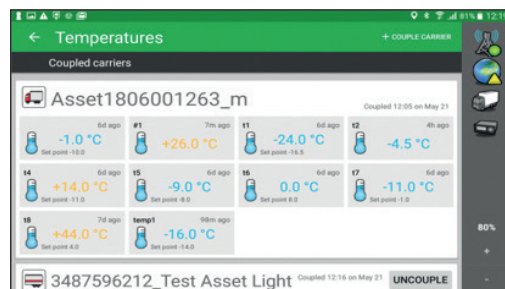 81% 12:19
← Temperatures + COUPLE CARRIER
Coupled carriers
Asset1806001263_m Coupled 12:05 on May 21
6d ago
-1.0 °C
Set point -10.0
#1 7m ago
+26.0 °C
t1 6d ago
-24.0 °C
Set point -16.5
t2 4h ago
-4.5 °C
t4 6d ago
+14.0 °C
Set point -11.0
t5 6d ago
-9.0 °C
Set point -8.0
t6 6d ago
0.0 °C
Set point 8.0
t7 6d ago
-11.0 °C
Set point -1.0
t8 7d ago
+44.0 °C
Set point 4.0
temp1 98m ago
-16.0 °C
Set point -14.0
80%
+
-
3487596212_Test Asset Light Coupled 12:16 on May 21 UNCOUPLE